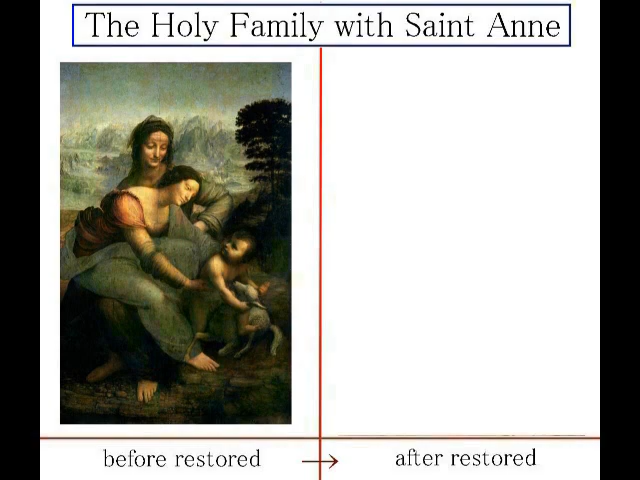 The Holy Family with Saint Anne
before restored → after restored